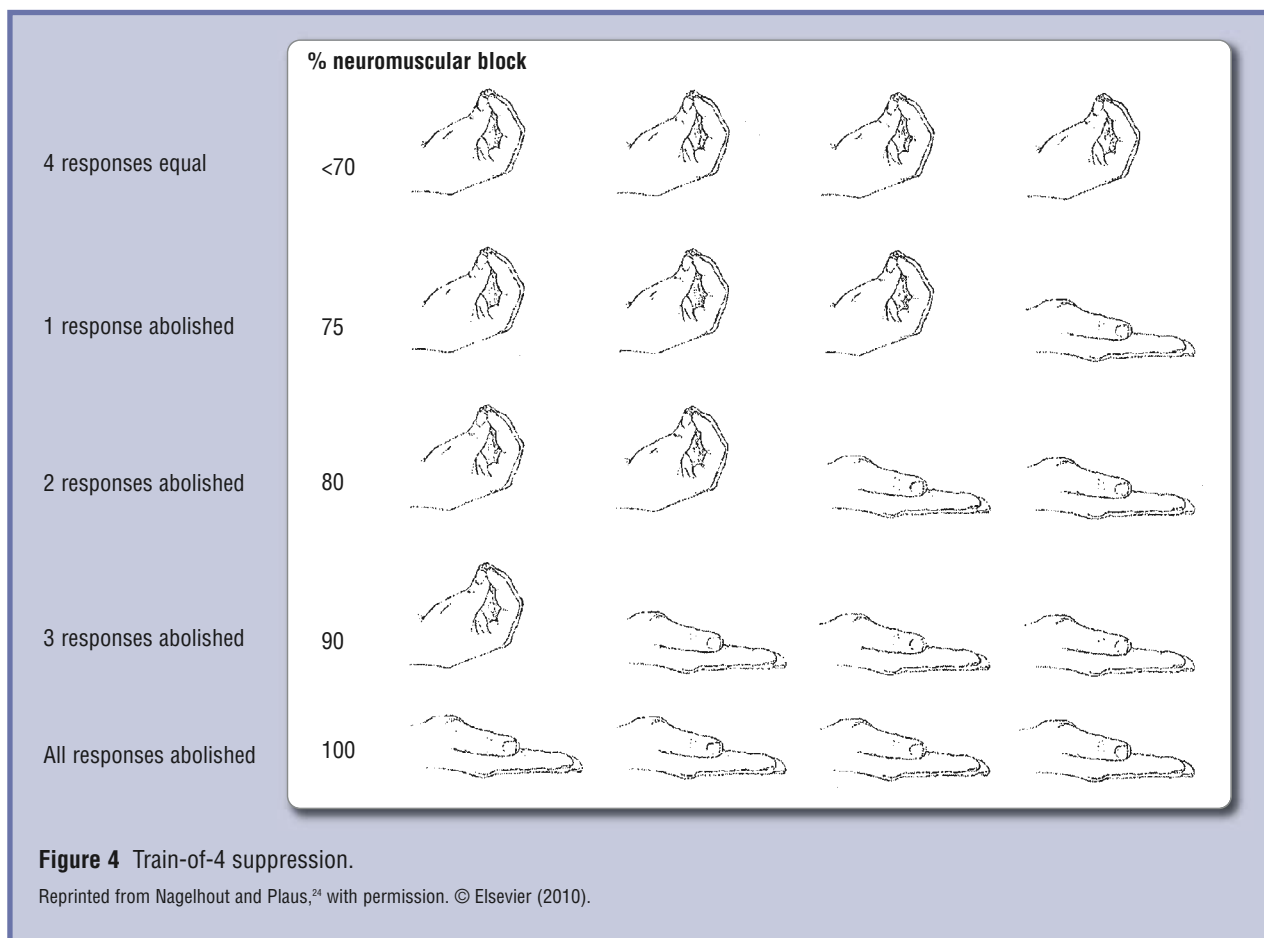 % neuromuscular block
4 responses equal <70
1 response abolished 75
2 responses abolished 80
3 responses abolished 90
All responses abolished 100
Figure 4 Train-of-4 suppression.
Reprinted from Nagelhout and Plaus,²⁴ with permission. © Elsevier (2010).